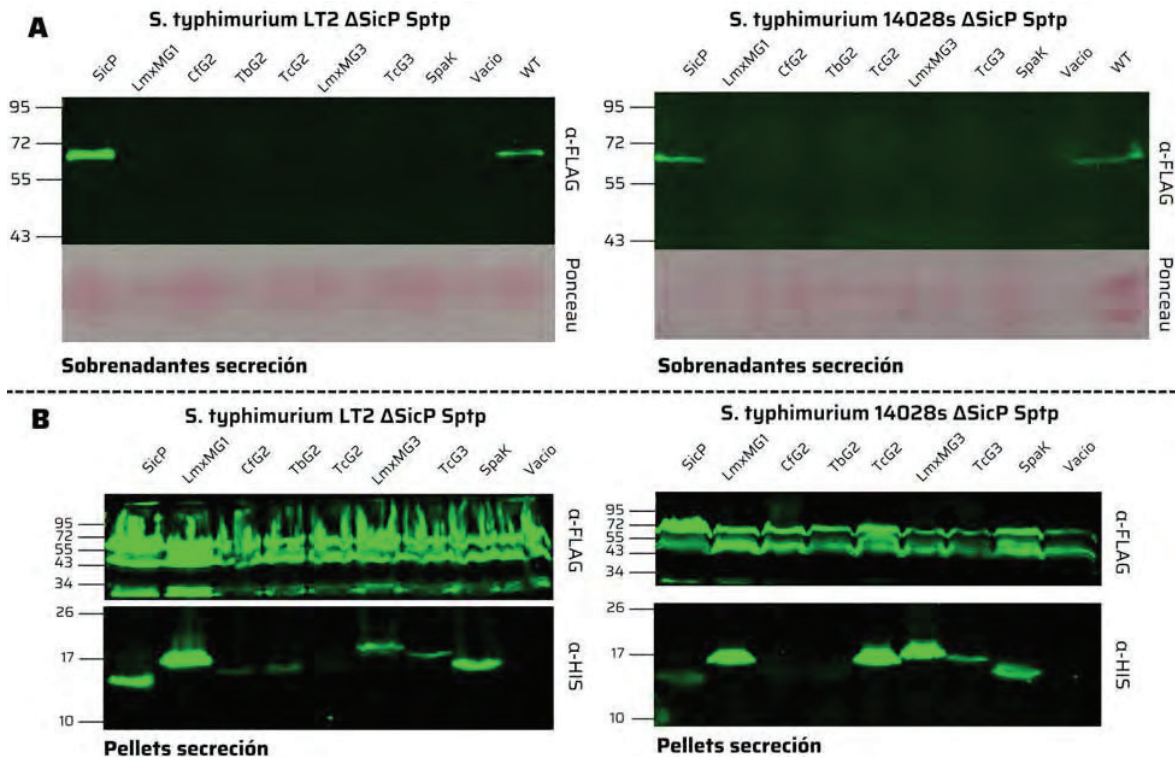 A
S. typhimurium LT2 ΔSicP Sptp
SicP LmxMG1 CfG2 TbG2 TcG2 LmxMG3 TcG3 SpaK Vacio WT
95
72
55
43
α-FLAG
Ponceau
Sobrenadantes secreción
S. typhimurium 14028s ΔSicP Sptp
SicP LmxMG1 CfG2 TbG2 TcG2 LmxMG3 TcG3 SpaK Vacio WT
95
72
55
43
α-FLAG
Ponceau
Sobrenadantes secreción
B
S. typhimurium LT2 ΔSicP Sptp
SicP LmxMG1 CfG2 TbG2 TcG2 LmxMG3 TcG3 SpaK Vacio
95
72
55
43
34
α-FLAG
26
17
10
α-HIS
Pellets secreción
S. typhimurium 14028s ΔSicP Sptp
SicP LmxMG1 CfG2 TbG2 TcG2 LmxMG3 TcG3 SpaK Vacio
95
72
55
43
34
α-FLAG
26
17
10
α-HIS
Pellets secreción